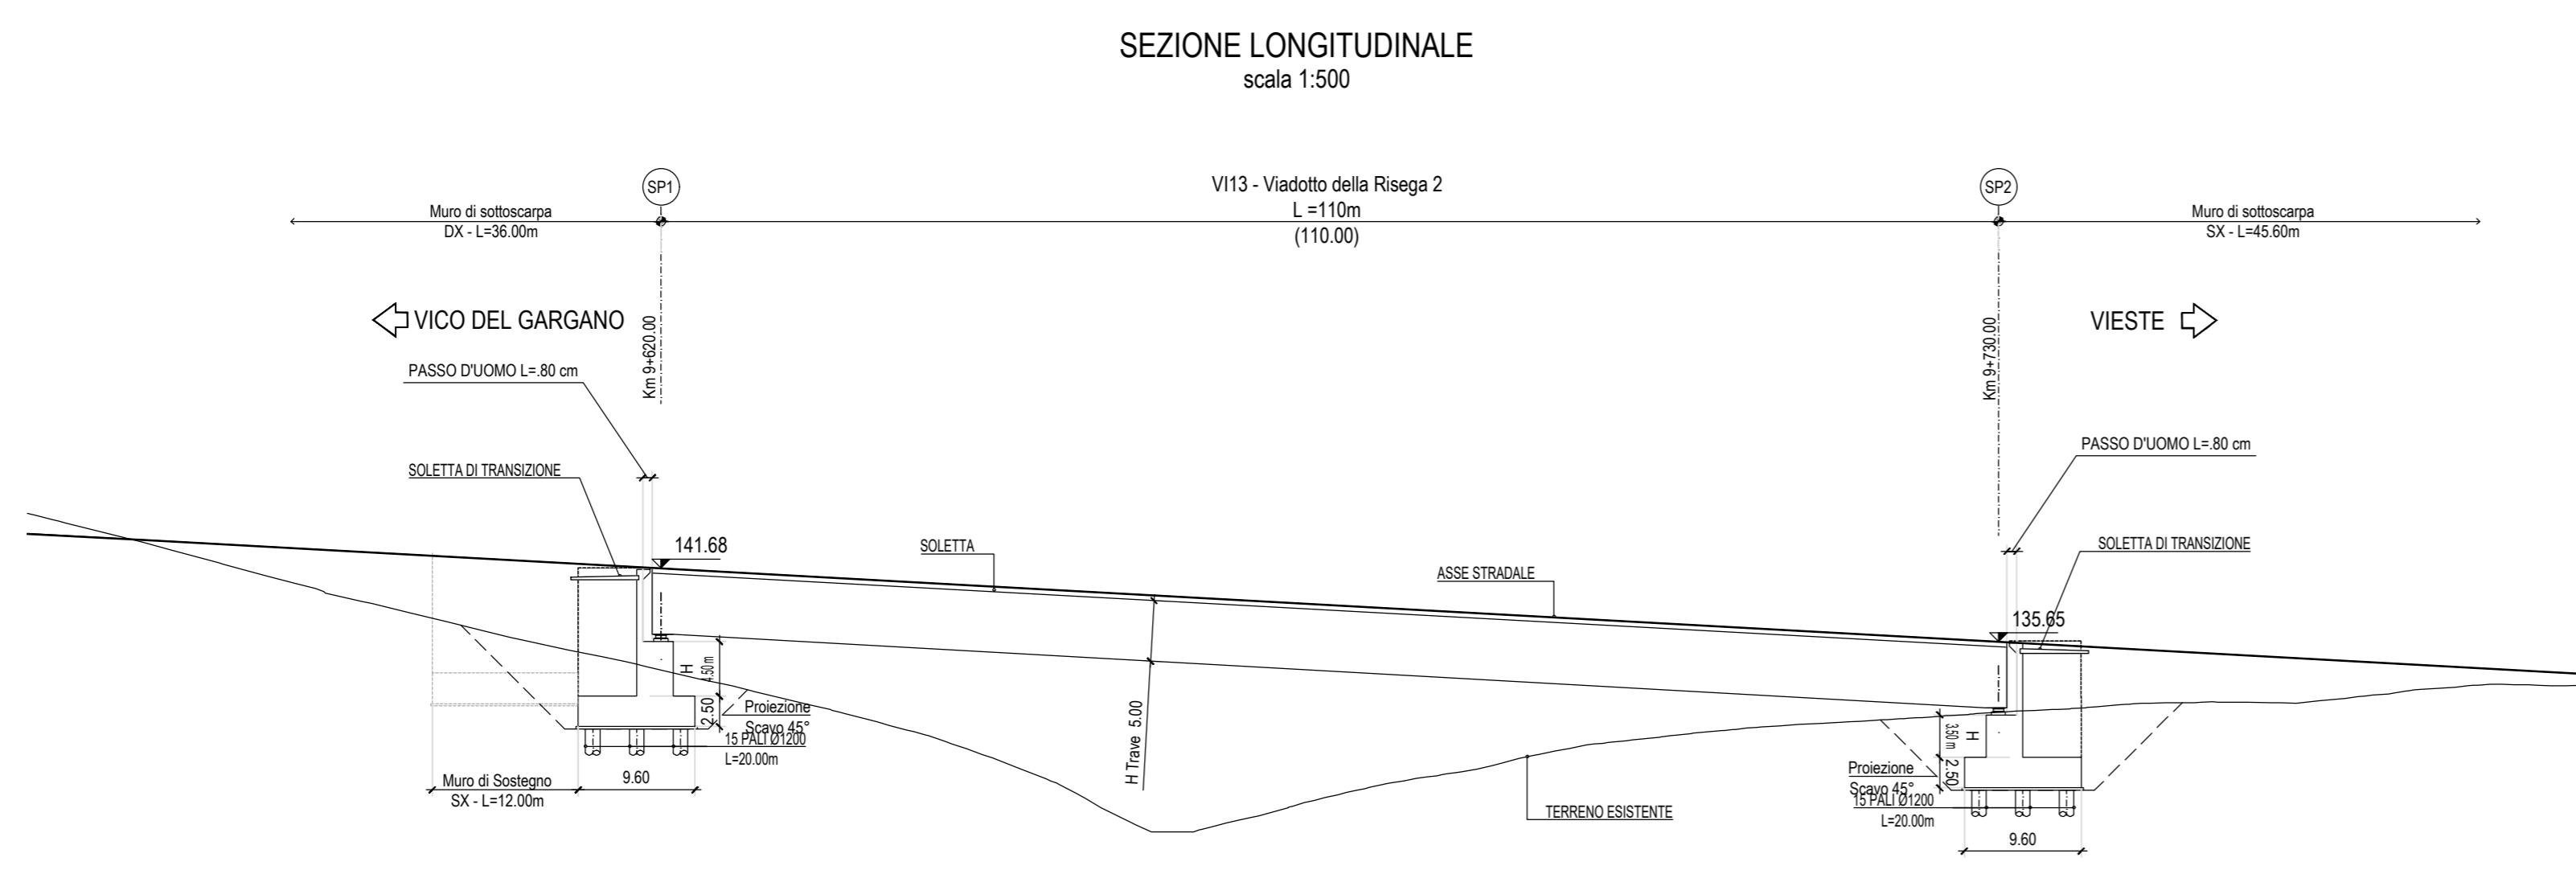 SEZIONE LONGITUDINALE
scala 1:500
SP1
VI13 - Viadotto della Risega 2
L =110m
(110.00)
SP2
Muro di sottoscarpa
DX - L=36.00m
Muro di sottoscarpa
SX - L=45.60m
VICO DEL GARGANO
Km 9+620.00
Km 9+730.00
VIESTE
PASSO D'UOMO L=.80 cm
PASSO D'UOMO L=.80 cm
SOLETTA DI TRANSIZIONE
141.68
SOLETTA
ASSE STRADALE
SOLETTA DI TRANSIZIONE
135.65
H
4.50 m
2.50
Proiezione
Scavo 45°
15 PALI Ø1200
L=20.00m
Muro di Sostegno
SX - L=12.00m
9.60
H Trave 5.00
TERRENO ESISTENTE
H
3.50 m
2.50
Proiezione
Scavo 45°
15 PALI Ø1200
L=20.00m
9.60